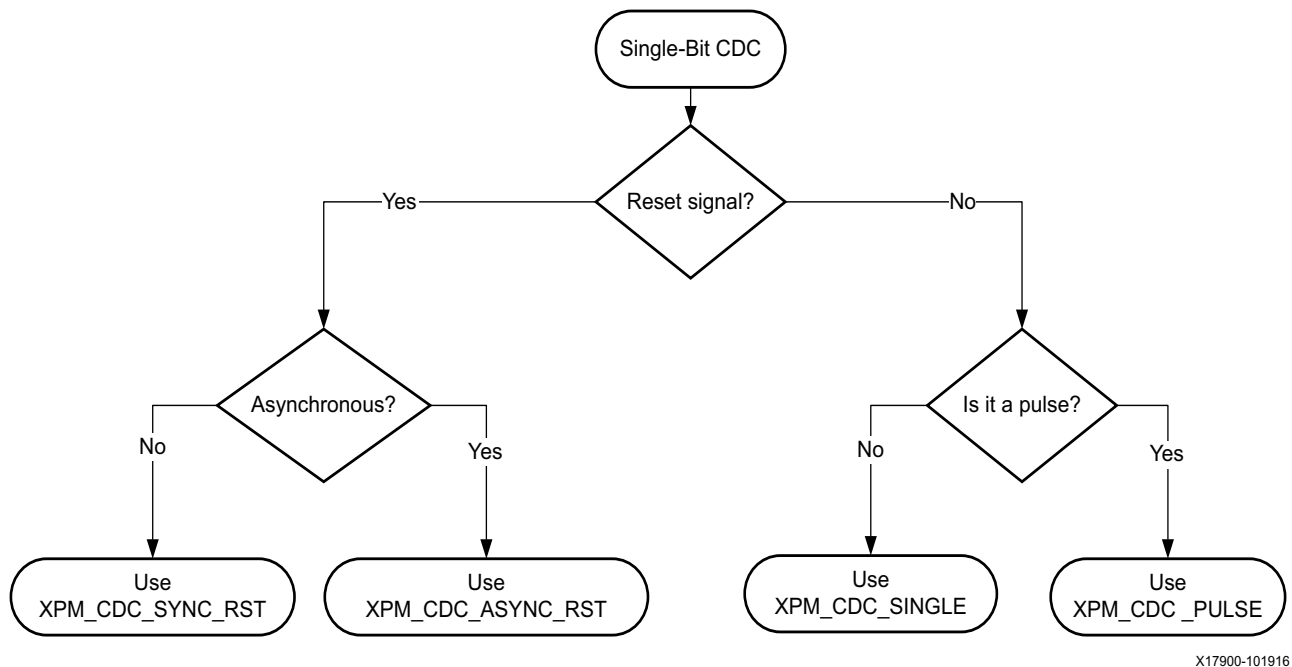 Single-Bit CDC
Reset signal?
Yes
No
Asynchronous?
Is it a pulse?
No
Yes
No
Yes
Use
XPM_CDC_SYNC_RST
Use
XPM_CDC_ASYNC_RST
Use
XPM_CDC_SINGLE
Use
XPM_CDC _PULSE
X17900-101916